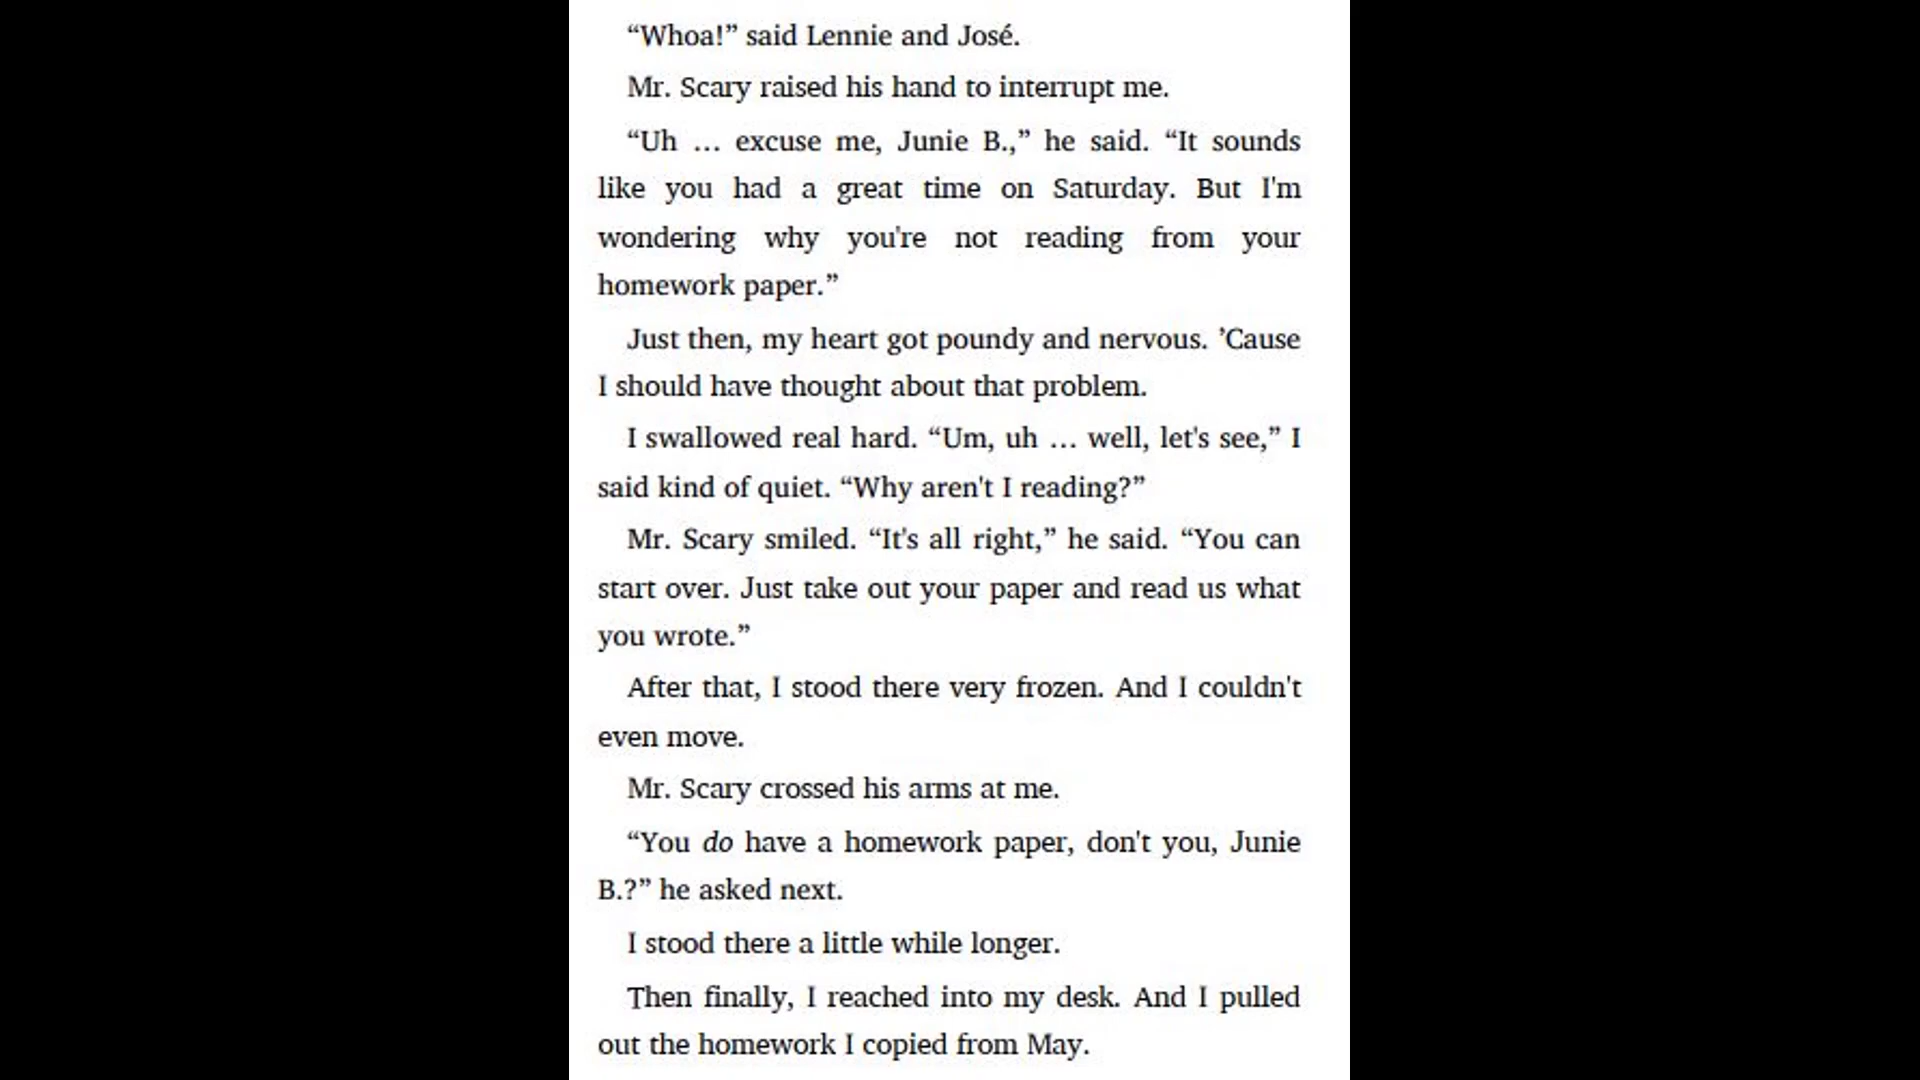 “Whoa!” said Lennie and José.
Mr. Scary raised his hand to interrupt me.
“Uh … excuse me, Junie B.,” he said. “It sounds
like you had a great time on Saturday. But I'm
wondering why you're not reading from your
homework paper.”
Just then, my heart got poundy and nervous. ’Cause
I should have thought about that problem.
I swallowed real hard. “Um, uh … well, let's see,” I
said kind of quiet. “Why aren't I reading?”
Mr. Scary smiled. “It's all right,” he said. “You can
start over. Just take out your paper and read us what
you wrote.”
After that, I stood there very frozen. And I couldn't
even move.
Mr. Scary crossed his arms at me.
“You do have a homework paper, don't you, Junie
B.?” he asked next.
I stood there a little while longer.
Then finally, I reached into my desk. And I pulled
out the homework I copied from May.